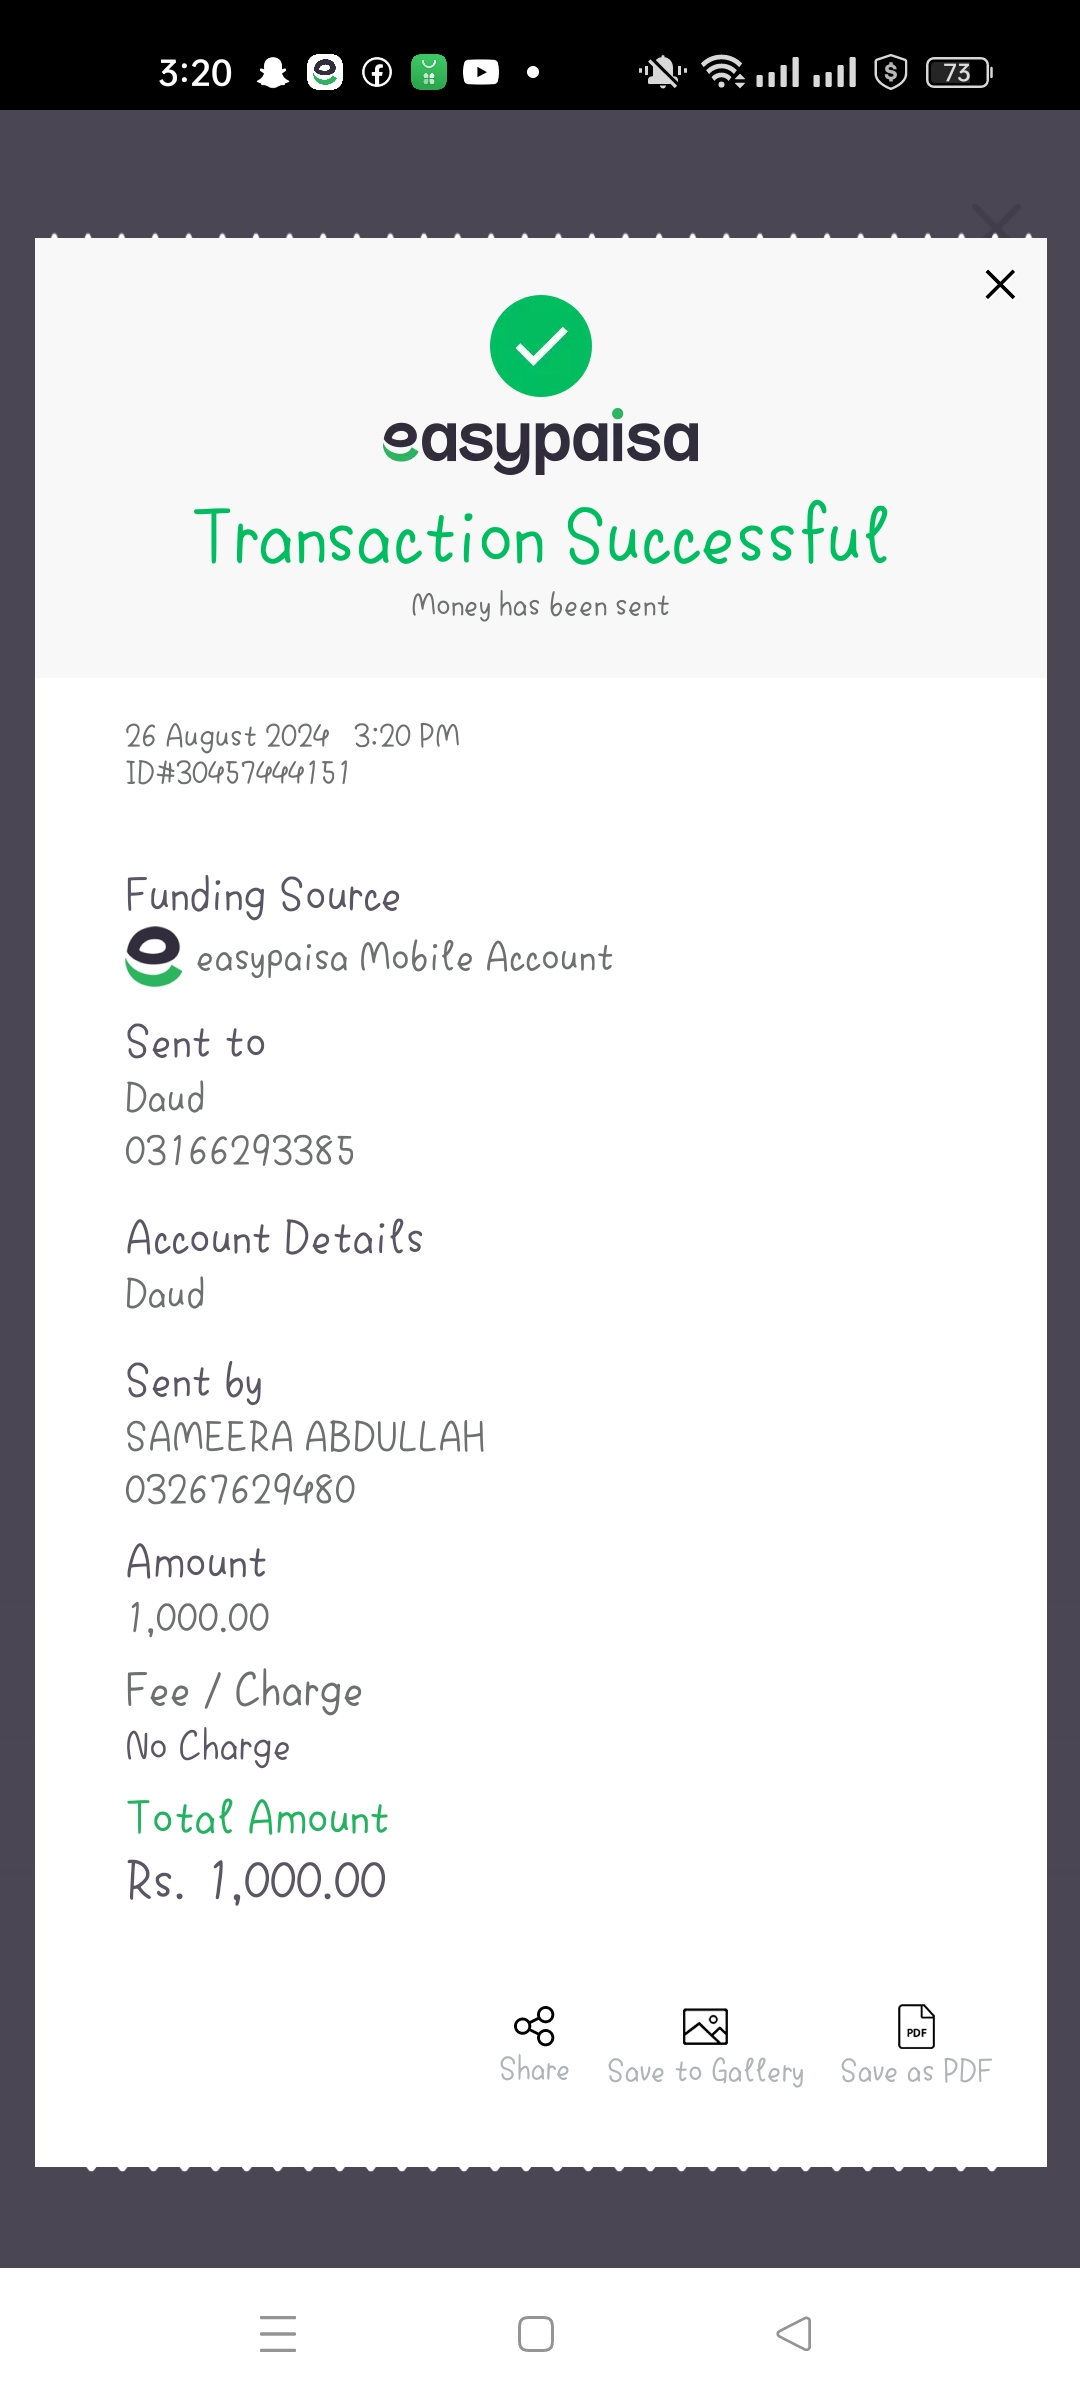 3:20
73
easypaisa
Transaction Successful
Money has been sent
26 August 2024 3:20 PM
ID#30457444151
Funding Source
easypaisa Mobile Account
Sent to
Daud
03166293385
Account Details
Daud
Sent by
SAMEERA ABDULLAH
03267629480
Amount
1,000.00
Fee / Charge
No Charge
Total Amount
Rs. 1,000.00
PDF
Share Save to Gallery Save as PDF